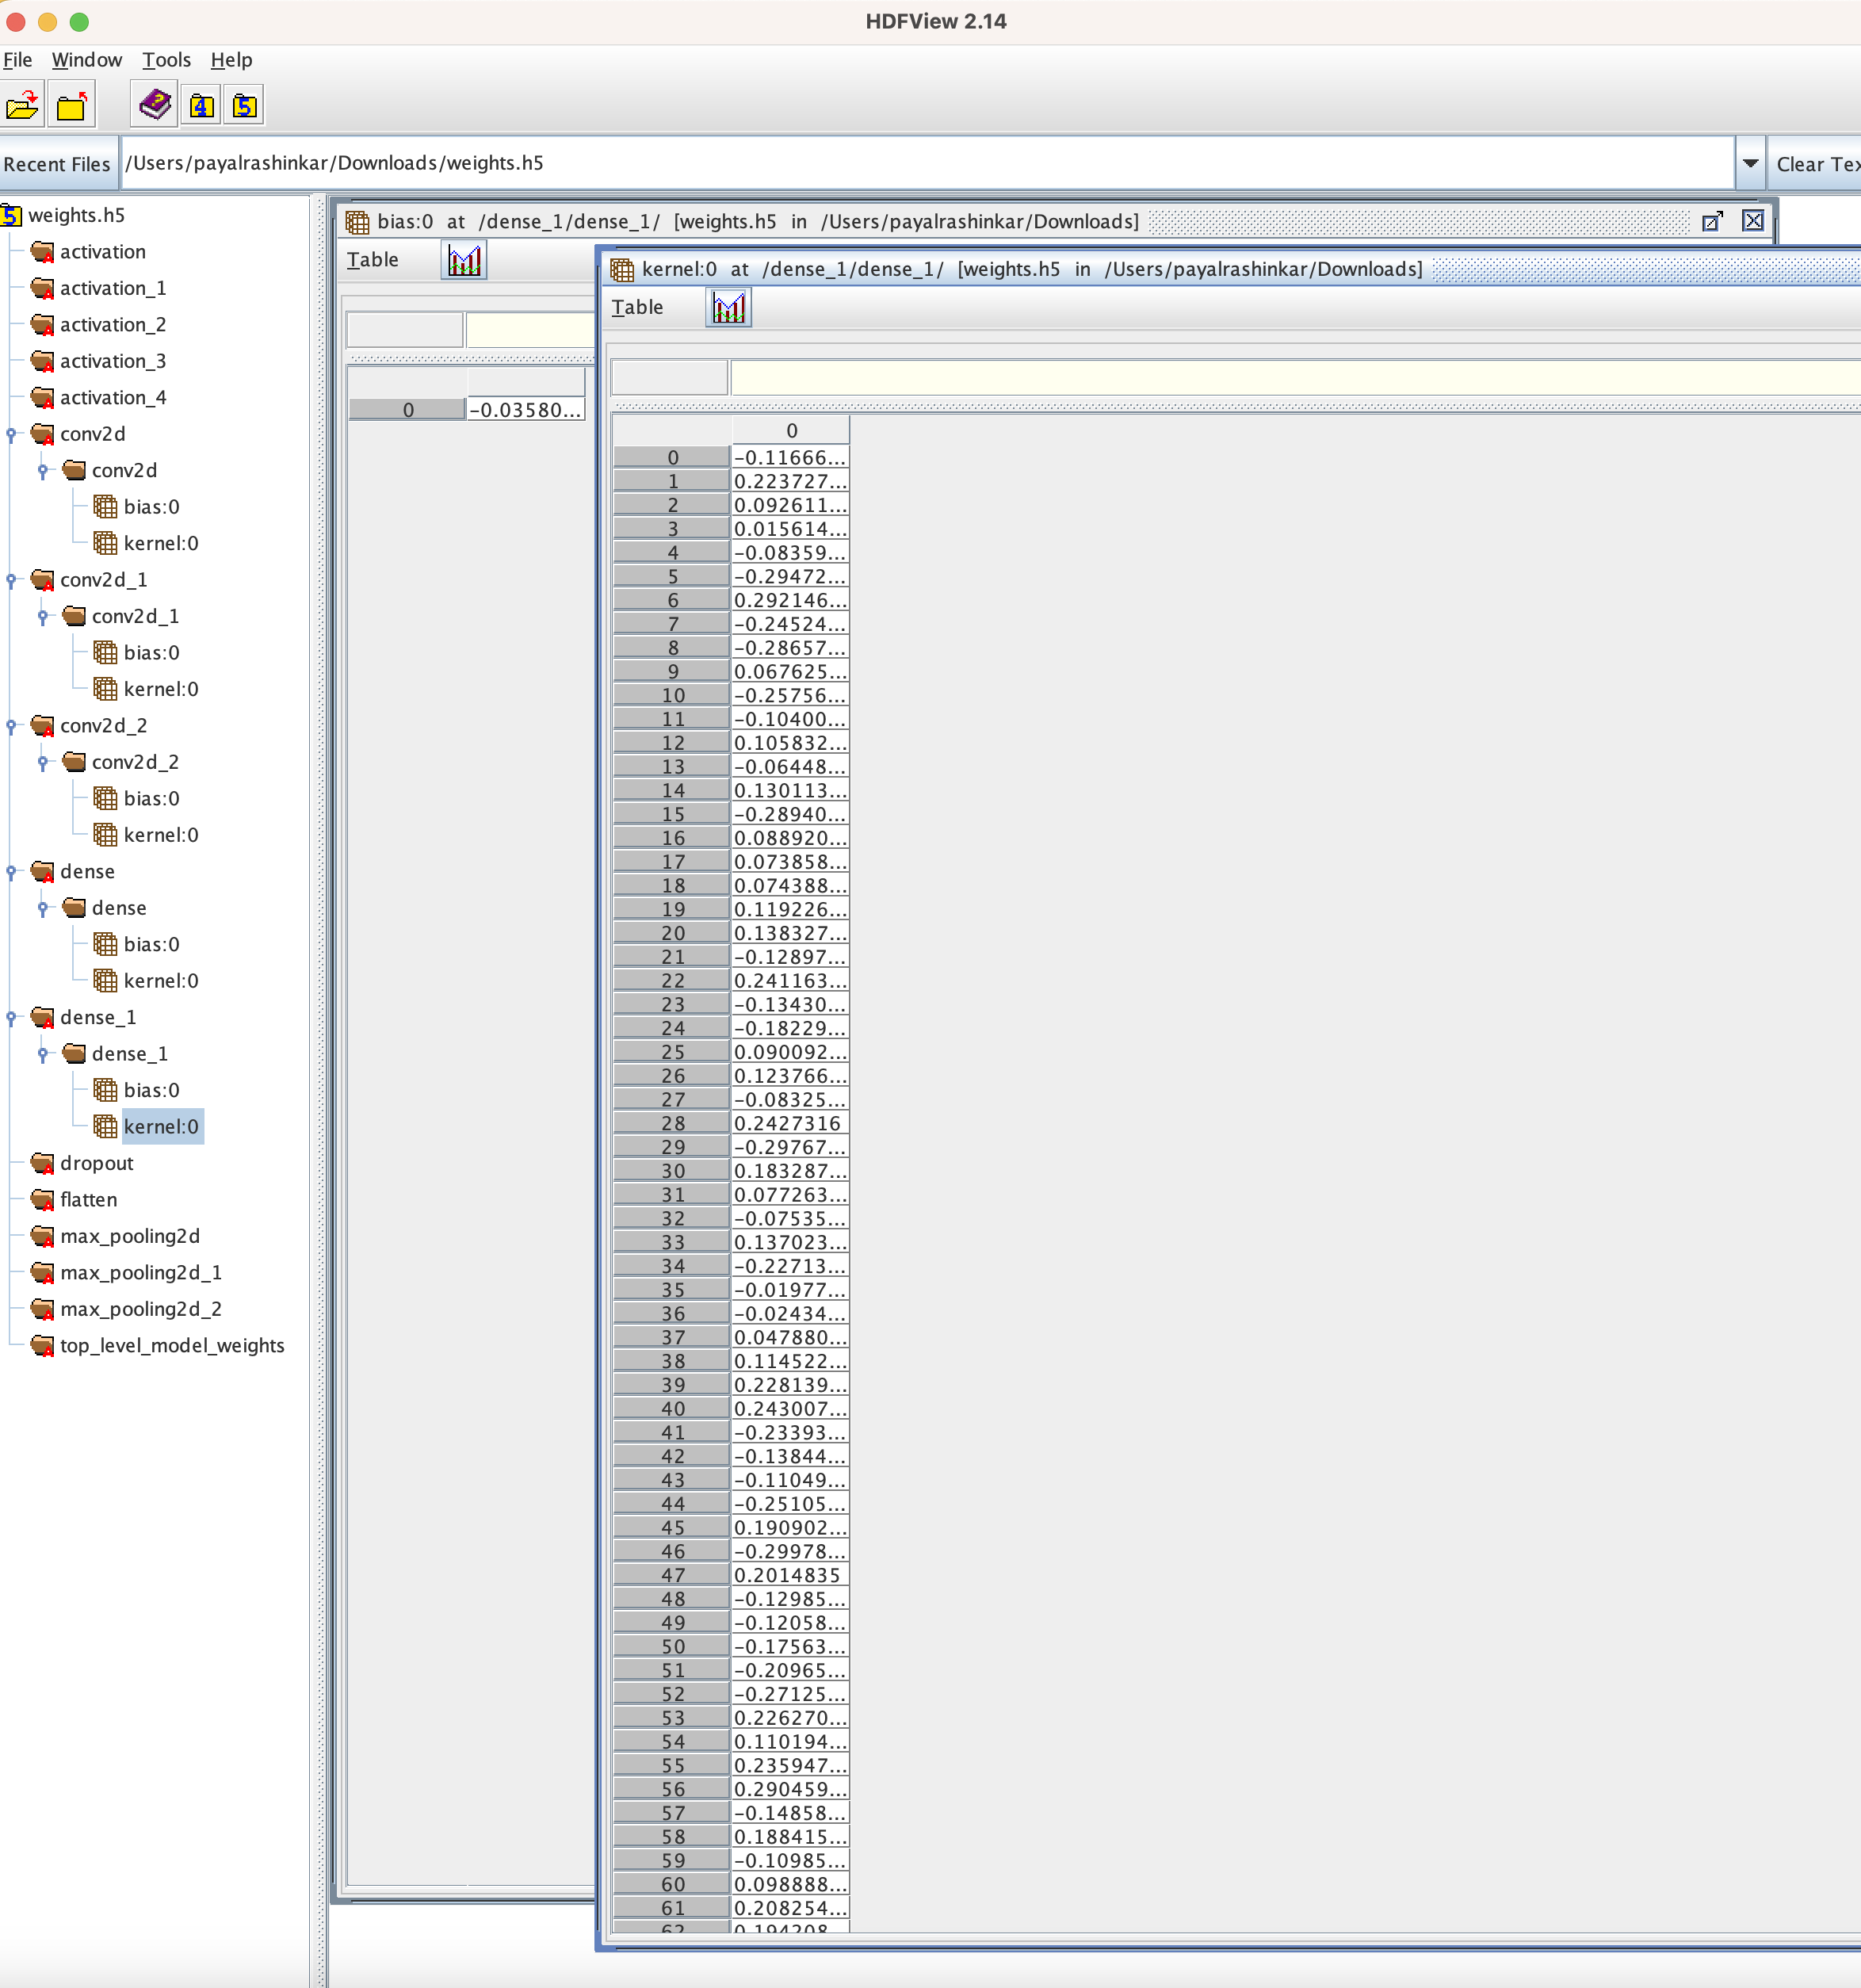 HDFView 2.14
File Window Tools Help
4 5
Recent Files /Users/payalrashinkar/Downloads/weights.h5 Clear Tex
5 weights.h5
activation
activation_1
activation_2
activation_3
activation_4
conv2d
conv2d
bias:0
kernel:0
conv2d_1
conv2d_1
bias:0
kernel:0
conv2d_2
conv2d_2
bias:0
kernel:0
dense
dense
bias:0
kernel:0
dense_1
dense_1
bias:0
kernel:0
dropout
flatten
max_pooling2d
max_pooling2d_1
max_pooling2d_2
top_level_model_weights
bias:0 at /dense_1/dense_1/ [weights.h5 in /Users/payalrashinkar/Downloads]
Table
0 -0.03580...
kernel:0 at /dense_1/dense_1/ [weights.h5 in /Users/payalrashinkar/Downloads]
Table
0
0 -0.11666...
1 0.223727...
2 0.092611...
3 0.015614...
4 -0.08359...
5 -0.29472...
6 0.292146...
7 -0.24524...
8 -0.28657...
9 0.067625...
10 -0.25756...
11 -0.10400...
12 0.105832...
13 -0.06448...
14 0.130113...
15 -0.28940...
16 0.088920...
17 0.073858...
18 0.074388...
19 0.119226...
20 0.138327...
21 -0.12897...
22 0.241163...
23 -0.13430...
24 -0.18229...
25 0.090092...
26 0.123766...
27 -0.08325...
28 0.2427316
29 -0.29767...
30 0.183287...
31 0.077263...
32 -0.07535...
33 0.137023...
34 -0.22713...
35 -0.01977...
36 -0.02434...
37 0.047880...
38 0.114522...
39 0.228139...
40 0.243007...
41 -0.23393...
42 -0.13844...
43 -0.11049...
44 -0.25105...
45 0.190902...
46 -0.29978...
47 0.2014835
48 -0.12985...
49 -0.12058...
50 -0.17563...
51 -0.20965...
52 -0.27125...
53 0.226270...
54 0.110194...
55 0.235947...
56 0.290459...
57 -0.14858...
58 0.188415...
59 -0.10985...
60 0.098888...
61 0.208254...
62 0.194208...